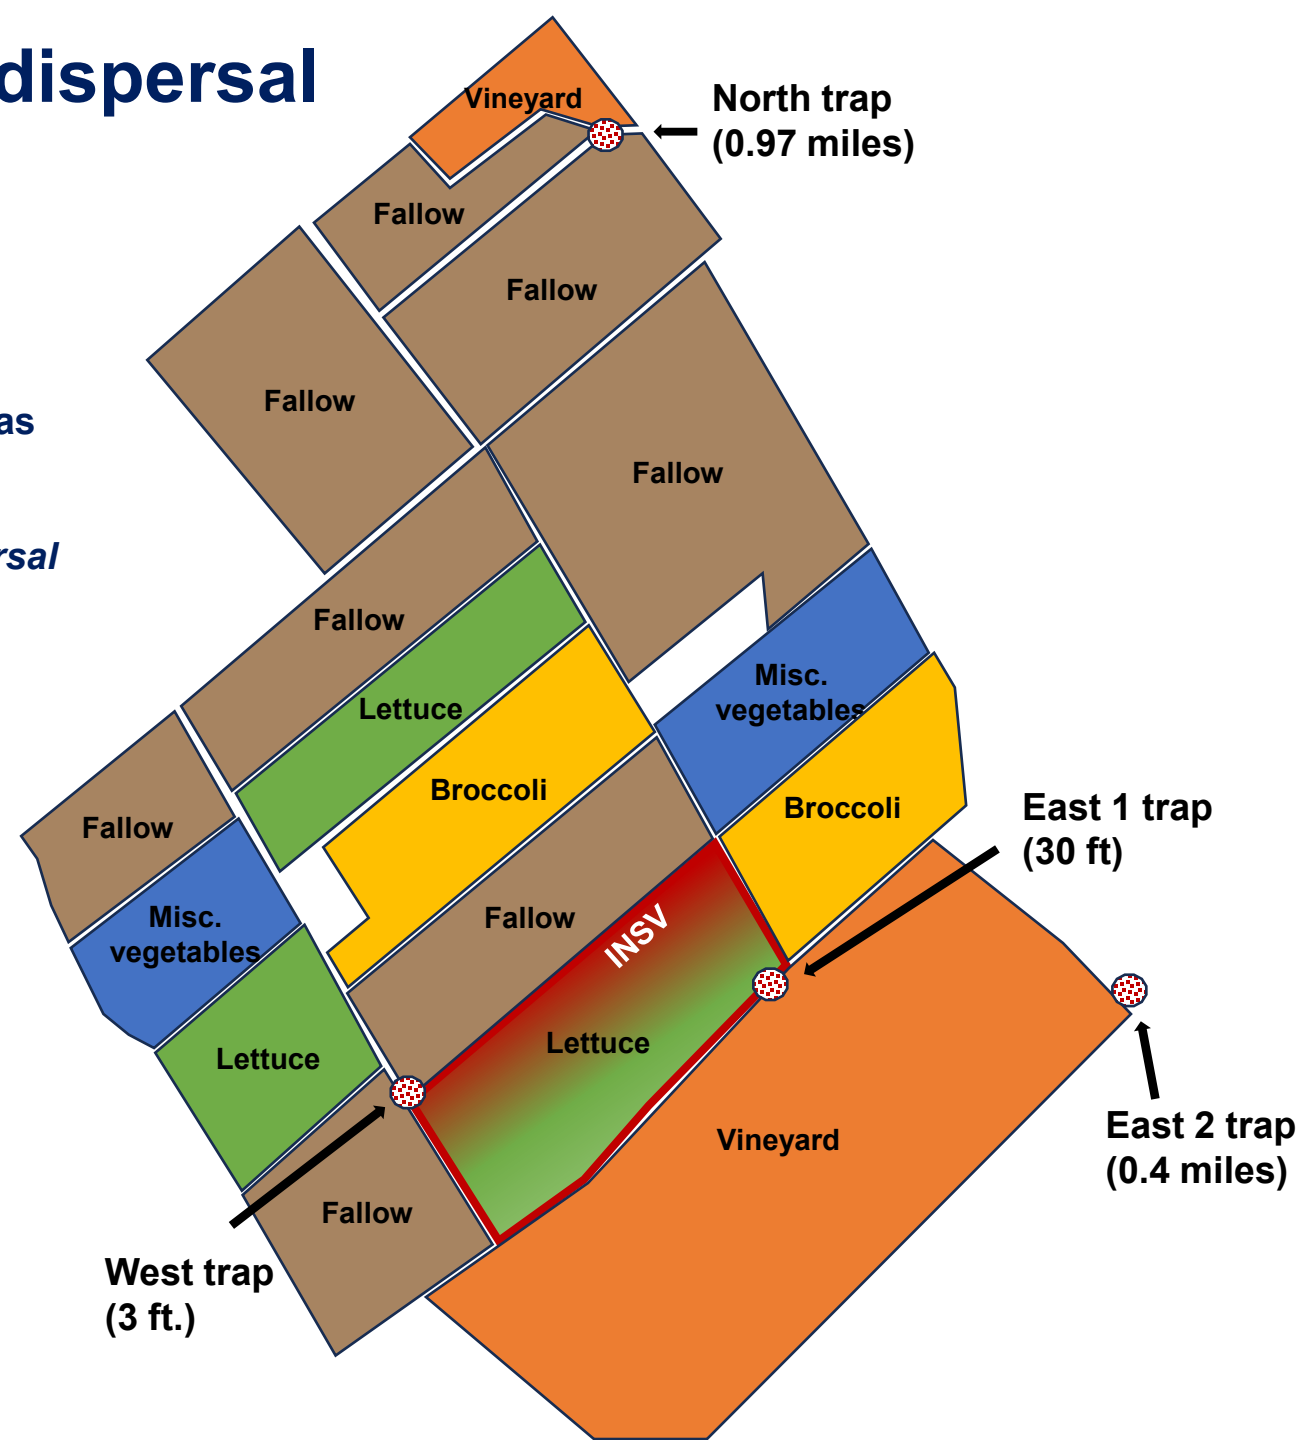 dispersal
Vineyard
North trap
(0.97 miles)
Fallow
Fallow
Fallow
as
Fallow
rsal
Fallow
Misc.
vegetables
Lettuce
Broccoli
Broccoli
East 1 trap
(30 ft)
Fallow
Misc.
vegetables
Fallow
INSV
Lettuce
Lettuce
Vineyard
East 2 trap
(0.4 miles)
Fallow
West trap
(3 ft.)